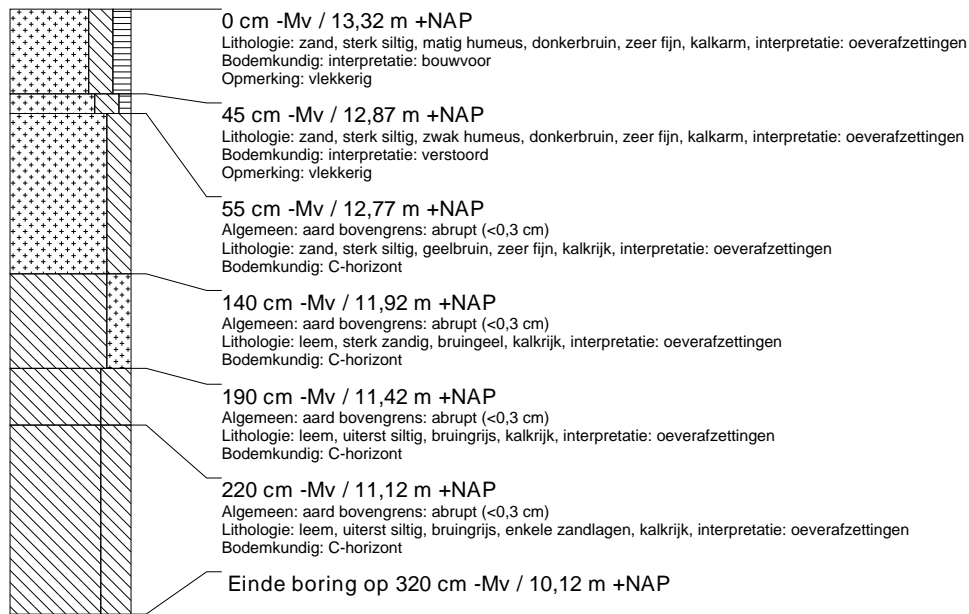 0 cm -Mv / 13,32 m +NAP
Lithologie: zand, sterk siltig, matig humeus, donkerbruin, zeer fijn, kalkarm, interpretatie: oeverafzettingen
Bodemkundig: interpretatie: bouwvoor
Opmerking: vlekkerig
45 cm -Mv / 12,87 m +NAP
Lithologie: zand, sterk siltig, zwak humeus, donkerbruin, zeer fijn, kalkarm, interpretatie: oeverafzettingen
Bodemkundig: interpretatie: verstoord
Opmerking: vlekkerig
55 cm -Mv / 12,77 m +NAP
Algemeen: aard bovengrens: abrupt (<0,3 cm)
Lithologie: zand, sterk siltig, geelbruin, zeer fijn, kalkrijk, interpretatie: oeverafzettingen
Bodemkundig: C-horizont
140 cm -Mv / 11,92 m +NAP
Algemeen: aard bovengrens: abrupt (<0,3 cm)
Lithologie: leem, sterk zandig, bruingeel, kalkrijk, interpretatie: oeverafzettingen
Bodemkundig: C-horizont
190 cm -Mv / 11,42 m +NAP
Algemeen: aard bovengrens: abrupt (<0,3 cm)
Lithologie: leem, uiterst siltig, bruingrijs, kalkrijk, interpretatie: oeverafzettingen
Bodemkundig: C-horizont
220 cm -Mv / 11,12 m +NAP
Algemeen: aard bovengrens: abrupt (<0,3 cm)
Lithologie: leem, uiterst siltig, bruingrijs, enkele zandlagen, kalkrijk, interpretatie: oeverafzettingen
Bodemkundig: C-horizont
Einde boring op 320 cm -Mv / 10,12 m +NAP